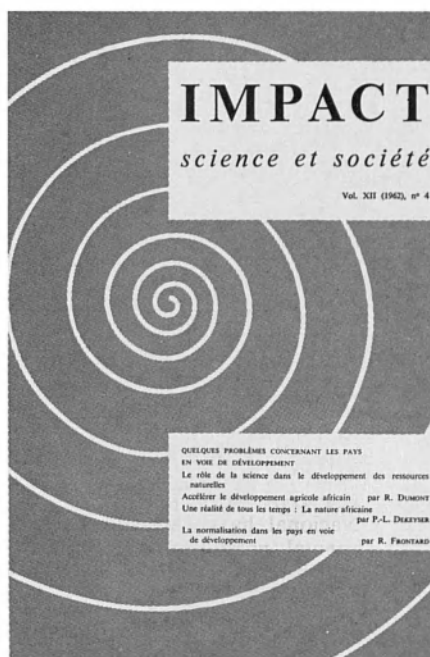 IMPACT
science et société
Vol. XII (1962), nº 4
QUELQUES PROBLÈMES CONCERNANT LES PAYS
EN VOIE DE DÉVELOPPEMENT
Le rôle de la science dans le développement des ressources
naturelles
Accélérer le développement agricole africain par R. DUMONT
Une réalité de tous les temps : La nature africaine
par P.-L. DEKEYSER
La normalisation dans les pays en voie
de développement par R. FRONTARD